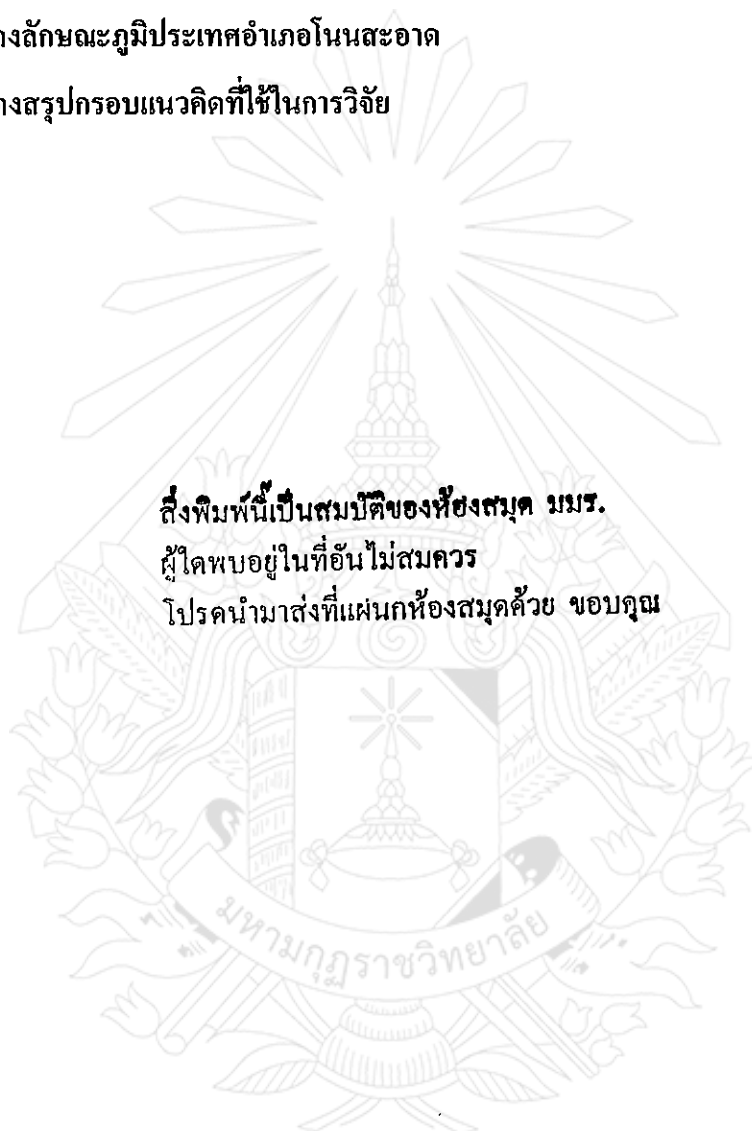 างลักษณะภูมิประเทศอำเภอโนนสะอาด
างสรุปกรอบแนวคิดที่ใช้ในการวิจัย
สิ่งพิมพ์นี้เป็นสมบัติของห้องสมุด มมร.
ผู้ใดพบอยู่ในที่อันไม่สมควร
โปรดนำมาส่งที่แผ่นกห้องสมุดด้วย ขอบคุณ
มหามกุฏราชวิทยาลัย